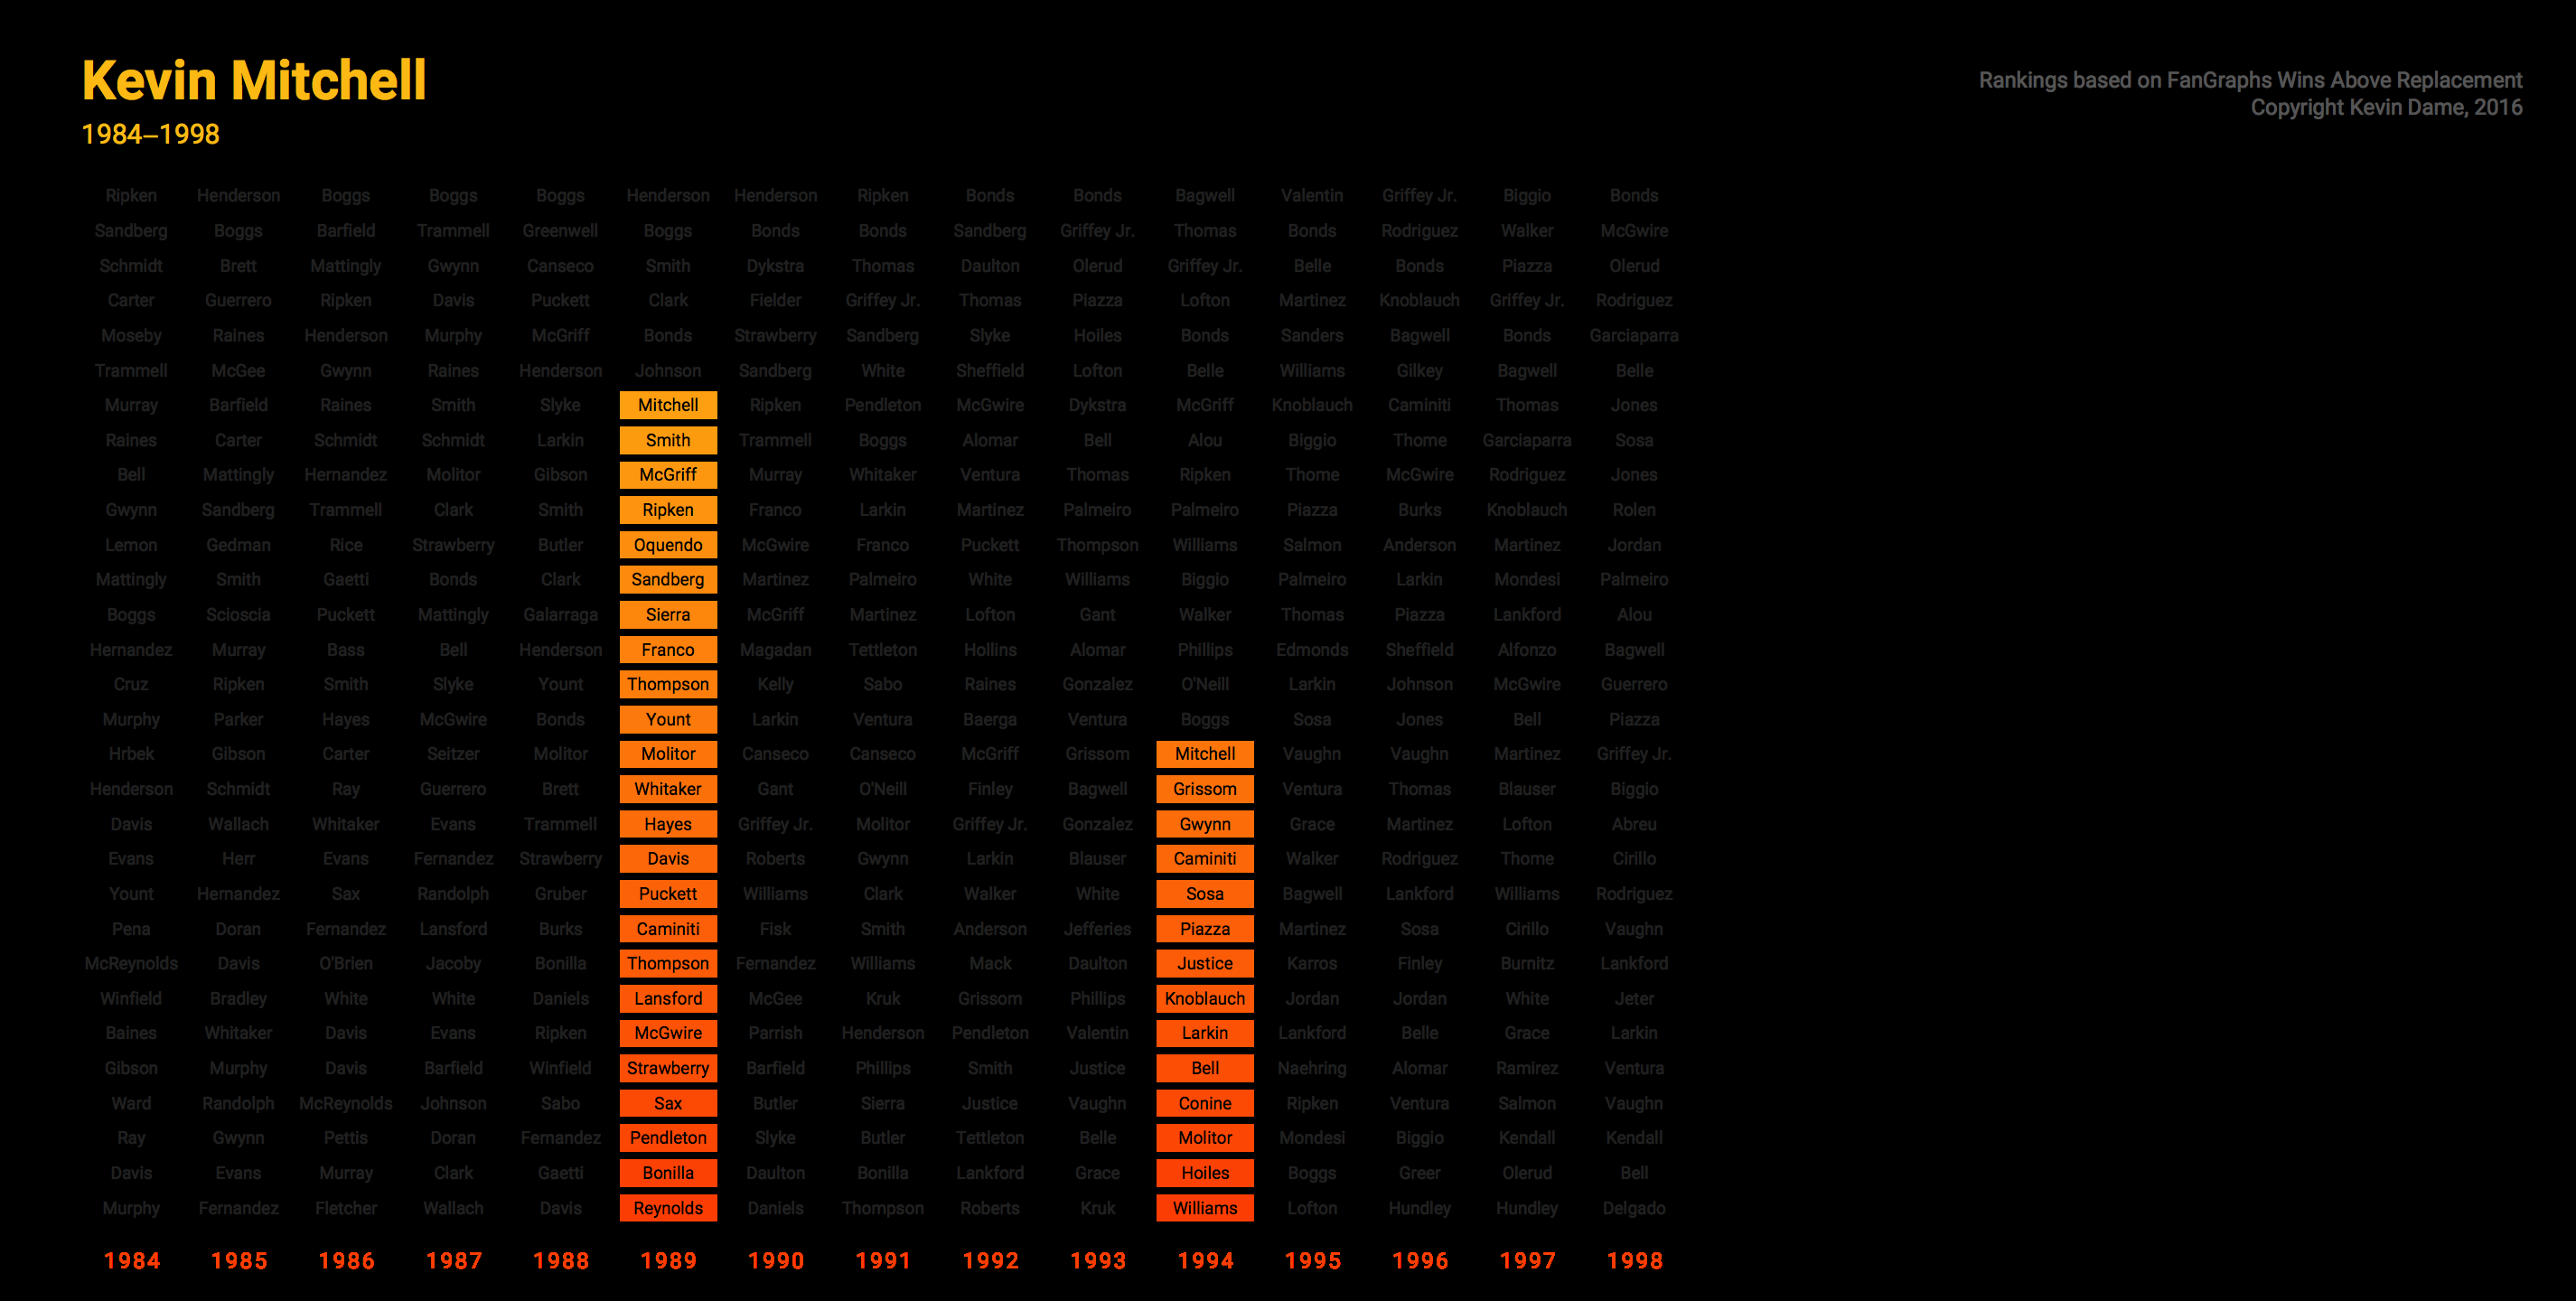 Kevin Mitchell
1984–1998
Rankings based on FanGraphs Wins Above Replacement
Copyright Kevin Dame, 2016
Ripken Henderson Boggs Boggs Boggs Henderson Henderson Ripken Bonds Bonds Bagwell Valentin Griffey Jr. Biggio Bonds
Sandberg Boggs Barfield Trammell Greenwell Boggs Bonds Bonds Sandberg Griffey Jr. Thomas Bonds Rodriguez Walker McGwire
Schmidt Brett Mattingly Gwynn Canseco Smith Dykstra Thomas Daulton Olerud Griffey Jr. Belle Bonds Piazza Olerud
Carter Guerrero Ripken Davis Puckett Clark Fielder Griffey Jr. Thomas Piazza Lofton Martinez Knoblauch Griffey Jr. Rodriguez
Moseby Raines Henderson Murphy McGriff Bonds Strawberry Sandberg Slyke Hoiles Bonds Sanders Bagwell Bonds Garciaparra
Trammell McGee Gwynn Raines Henderson Johnson Sandberg White Sheffield Lofton Belle Williams Gilkey Bagwell Belle
Murray Barfield Raines Smith Slyke Mitchell Ripken Pendleton McGwire Dykstra McGriff Knoblauch Caminiti Thomas Jones
Raines Carter Schmidt Schmidt Larkin Smith Trammell Boggs Alomar Bell Alou Biggio Thome Garciaparra Sosa
Bell Mattingly Hernandez Molitor Gibson McGriff Murray Whitaker Ventura Thomas Ripken Thome McGwire Rodriguez Jones
Gwynn Sandberg Trammell Clark Smith Ripken Franco Larkin Martinez Palmeiro Palmeiro Piazza Burks Knoblauch Rolen
Lemon Gedman Rice Strawberry Butler Oquendo McGwire Franco Puckett Thompson Williams Salmon Anderson Martinez Jordan
Mattingly Smith Gaetti Bonds Clark Sandberg Martinez Palmeiro White Williams Biggio Palmeiro Larkin Mondesi Palmeiro
Boggs Scioscia Puckett Mattingly Galarraga Sierra McGriff Martinez Lofton Gant Walker Thomas Piazza Lankford Alou
Hernandez Murray Bass Bell Henderson Franco Magadan Tettleton Hollins Alomar Phillips Edmonds Sheffield Alfonzo Bagwell
Cruz Ripken Smith Slyke Yount Thompson Kelly Sabo Raines Gonzalez O'Neill Larkin Johnson McGwire Guerrero
Murphy Parker Hayes McGwire Bonds Yount Larkin Ventura Baerga Ventura Boggs Sosa Jones Bell Piazza
Hrbek Gibson Carter Seitzer Molitor Molitor Canseco Canseco McGriff Grissom Mitchell Vaughn Vaughn Martinez Griffey Jr.
Henderson Schmidt Ray Guerrero Brett Whitaker Gant O'Neill Finley Bagwell Grissom Ventura Thomas Blauser Biggio
Davis Wallach Whitaker Evans Trammell Hayes Griffey Jr. Molitor Griffey Jr. Gonzalez Gwynn Grace Martinez Lofton Abreu
Evans Herr Evans Fernandez Strawberry Davis Roberts Gwynn Larkin Blauser Caminiti Walker Rodriguez Thome Cirillo
Yount Hernandez Sax Randolph Gruber Puckett Williams Clark Walker White Sosa Bagwell Lankford Williams Rodriguez
Pena Doran Fernandez Lansford Burks Caminiti Fisk Smith Anderson Jefferies Piazza Martinez Sosa Cirillo Vaughn
McReynolds Davis O'Brien Jacoby Bonilla Thompson Fernandez Williams Mack Daulton Justice Karros Finley Burnitz Lankford
Winfield Bradley White White Daniels Lansford McGee Kruk Grissom Phillips Knoblauch Jordan Jordan White Jeter
Baines Whitaker Davis Evans Ripken McGwire Parrish Henderson Pendleton Valentin Larkin Lankford Belle Grace Larkin
Gibson Murphy Davis Barfield Winfield Strawberry Barfield Phillips Smith Justice Bell Naehring Alomar Ramirez Ventura
Ward Randolph McReynolds Johnson Sabo Sax Butler Sierra Justice Vaughn Conine Ripken Ventura Salmon Vaughn
Ray Gwynn Pettis Doran Fernandez Pendleton Slyke Butler Tettleton Belle Molitor Mondesi Biggio Kendall Kendall
Davis Evans Murray Clark Gaetti Bonilla Daulton Bonilla Lankford Grace Hoiles Boggs Greer Olerud Bell
Murphy Fernandez Fletcher Wallach Davis Reynolds Daniels Thompson Roberts Kruk Williams Lofton Hundley Hundley Delgado
1984 1985 1986 1987 1988 1989 1990 1991 1992 1993 1994 1995 1996 1997 1998